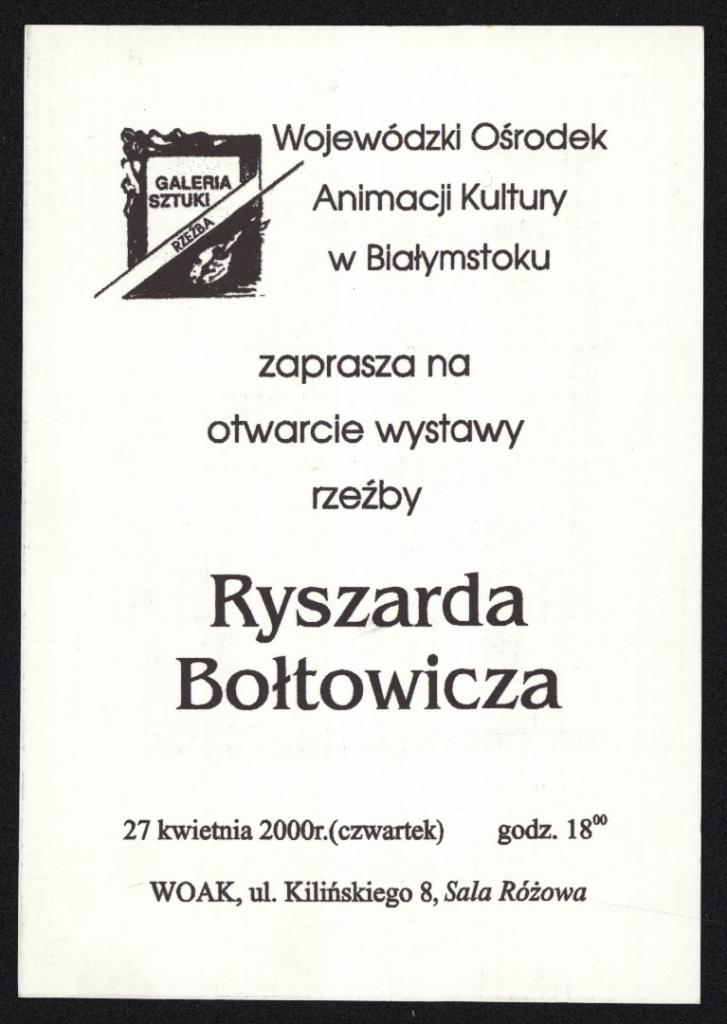 GALERIA
SZTUKI
RZEŹBA
Wojewódzki Ośrodek
Animacji Kultury
w Białymstoku
zaprasza na
otwarcie wystawy
rzeźby
Ryszarda
Bołtowicza
27 kwietnia 2000r.(czwartek) godz. 18⁰⁰
WOAK, ul. Kilińskiego 8, Sala Różowa